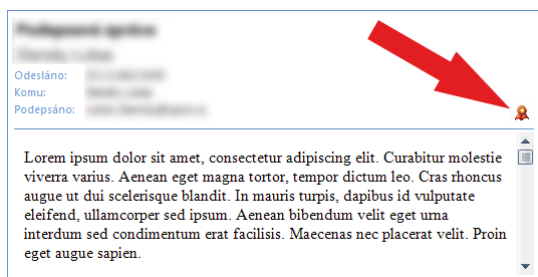 Odesláno:
Komu:
Podepsáno:
Lorem ipsum dolor sit amet, consectetur adipiscing elit. Curabitur molestie
viverra varius. Aenean eget magna tortor, tempor dictum leo. Cras rhoncus
augue ut dui scelerisque blandit. In mauris turpis, dapibus id vulputate
eleifend, ullamcorper sed ipsum. Aenean bibendum velit eget urna
interdum sed condimentum erat facilisis. Maecenas nec placerat velit. Proin
eget augue sapien.